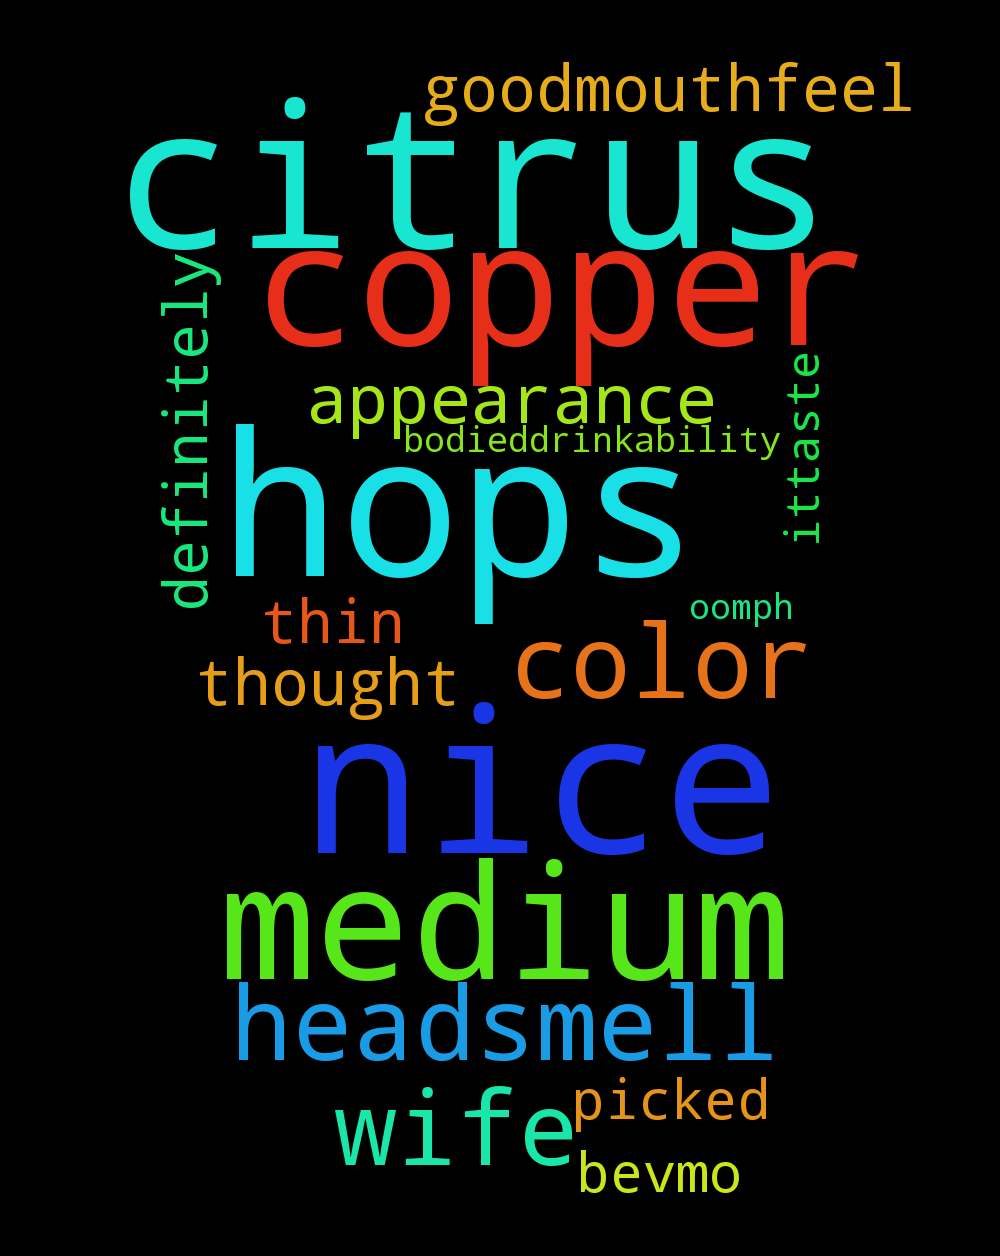 goodmouthfeel
citrus
copper
definitely
ittaste
appearance
bodieddrinkability
hops
thin
oomph
color
thought
nice
medium
headsmell
wife
picked
bevmo